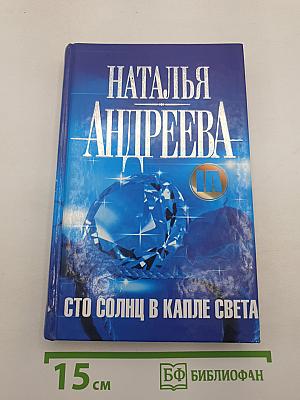 НАТАЛЬЯ
АНДРЕЕВА
СТО СОЛНЦ В КАПЛЕ СВЕТА
15 см
БФ БИБЛИОФАН